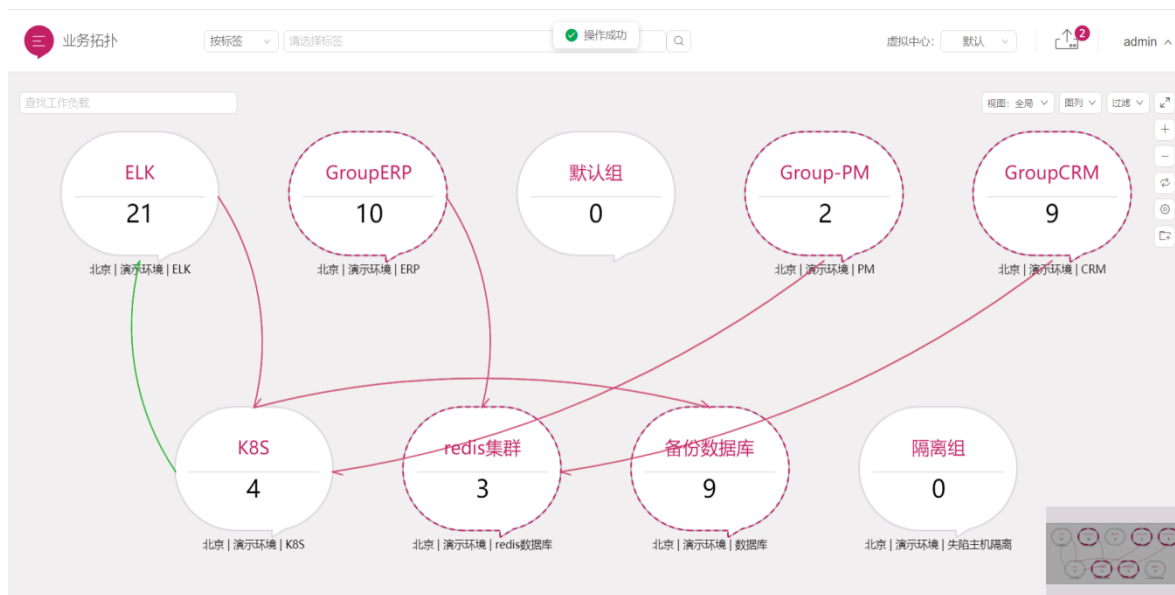 业务拓扑
按标签
请选择标签
操作成功
虚拟中心:
默认
2
admin
查找工作负载
视图: 全局
图列
过滤
ELK
21
北京 | 演示环境 | ELK
GroupERP
10
北京 | 演示环境 | ERP
默认组
0
Group-PM
2
北京 | 演示环境 | PM
GroupCRM
9
北京 | 演示环境 | CRM
K8S
4
北京 | 演示环境 | K8S
redis集群
3
北京 | 演示环境 | redis数据库
备份数据库
9
北京 | 演示环境 | 数据库
隔离组
0
北京 | 演示环境 | 失陷主机隔离